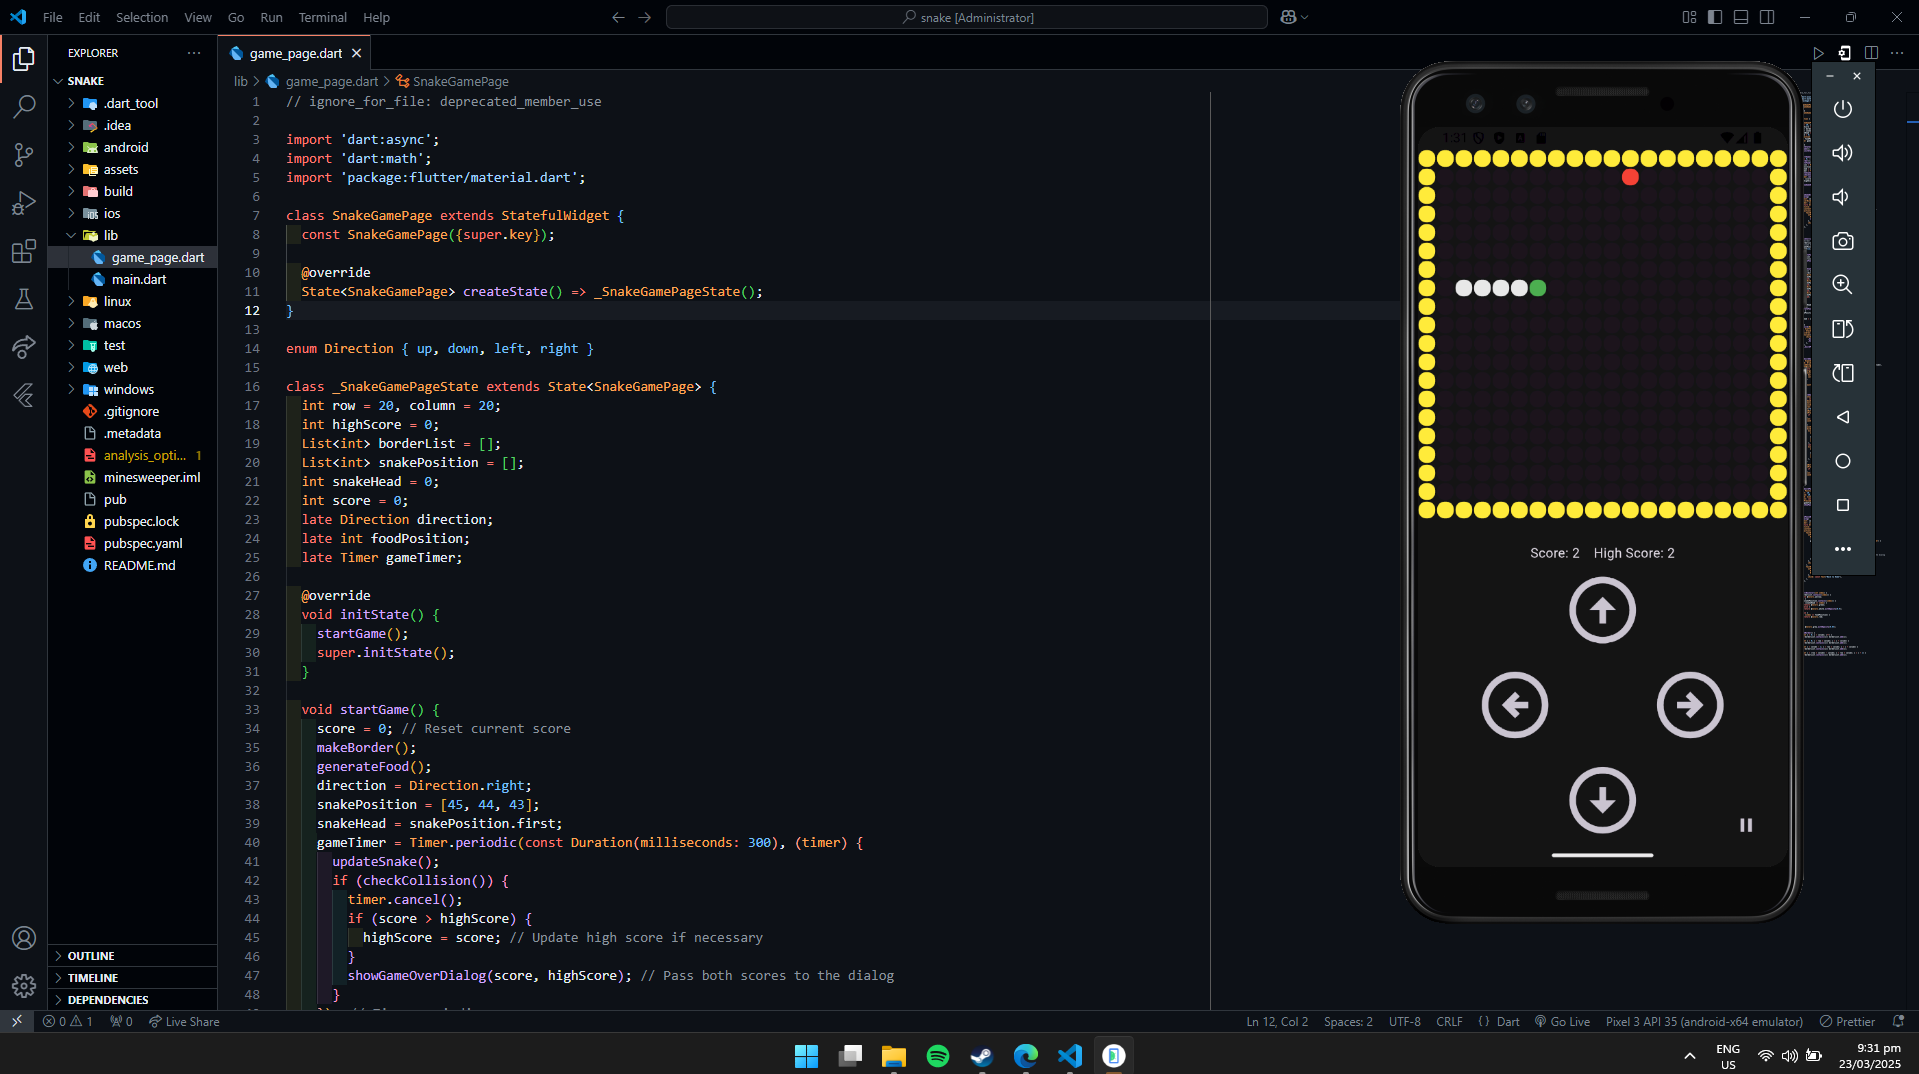 File Edit Selection View Go Run Terminal Help
snake [Administrator]
EXPLORER
game_page.dart
SNAKE
.dart_tool
.idea
android
assets
build
ios
lib
game_page.dart
main.dart
linux
macos
test
web
windows
.gitignore
.metadata
analysis_opti... 1
minesweeper.iml
pub
pubspec.lock
pubspec.yaml
README.md
OUTLINE
TIMELINE
DEPENDENCIES
lib > game_page.dart > SnakeGamePage
1 // ignore_for_file: deprecated_member_use
2
3 import 'dart:async';
4 import 'dart:math';
5 import 'package:flutter/material.dart';
6
7 class SnakeGamePage extends StatefulWidget {
8 const SnakeGamePage({super.key});
9
10 @override
11 State<SnakeGamePage> createState() => _SnakeGamePageState();
12 }
13
14 enum Direction { up, down, left, right }
15
16 class _SnakeGamePageState extends State<SnakeGamePage> {
17 int row = 20, column = 20;
18 int highScore = 0;
19 List<int> borderList = [];
20 List<int> snakePosition = [];
21 int snakeHead = 0;
22 int score = 0;
23 late Direction direction;
24 late int foodPosition;
25 late Timer gameTimer;
26
27 @override
28 void initState() {
29 startGame();
30 super.initState();
31 }
32
33 void startGame() {
34 score = 0; // Reset current score
35 makeBorder();
36 generateFood();
37 direction = Direction.right;
38 snakePosition = [45, 44, 43];
39 snakeHead = snakePosition.first;
40 gameTimer = Timer.periodic(const Duration(milliseconds: 300), (timer) {
41 updateSnake();
42 if (checkCollision()) {
43 timer.cancel();
44 if (score > highScore) {
45 highScore = score; // Update high score if necessary
46 }
47 showGameOverDialog(score, highScore); // Pass both scores to the dialog
48 }
1:31
Score: 2 High Score: 2
0 1 0 Live Share
Ln 12, Col 2 Spaces: 2 UTF-8 CRLF { } Dart Go Live Pixel 3 API 35 (android-x64 emulator) Prettier
ENG
US
9:31 pm
23/03/2025